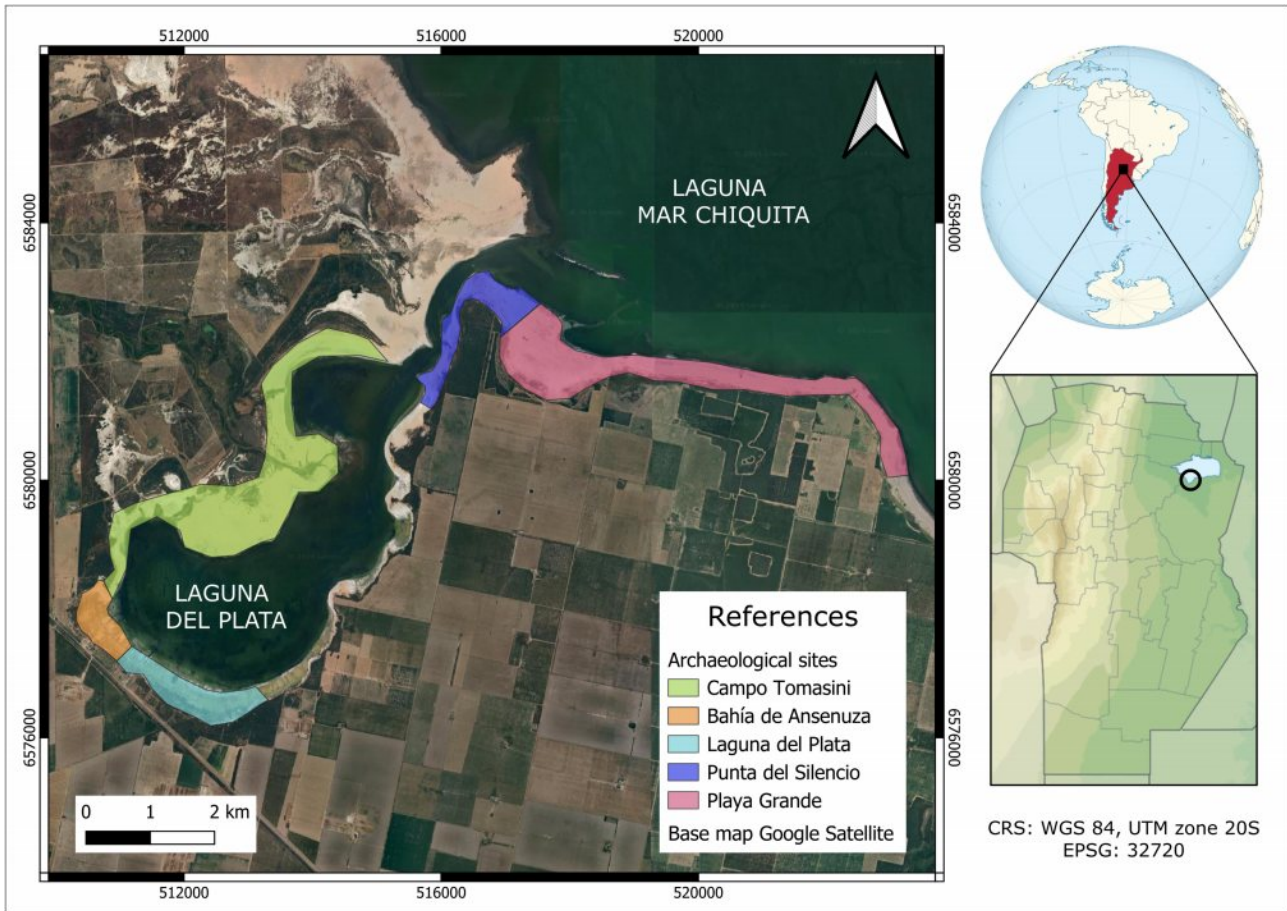 512000
516000
520000
6584000
6580000
6576000
LAGUNA
MAR CHIQUITA
LAGUNA
DEL PLATA
6584000
6580000
6576000
References
Archaeological sites
Campo Tomasini
Bahía de Ansenuza
Laguna del Plata
Punta del Silencio
Playa Grande
Base map Google Satellite
0 1 2 km
512000
516000
520000
CRS: WGS 84, UTM zone 20S
EPSG: 32720